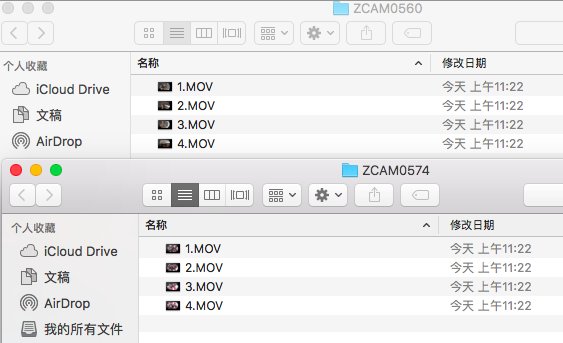 ZCAM0560
个人收藏
名称 修改日期
iCloud Drive
1.MOV 今天 上午11:22
文稿
2.MOV 今天 上午11:22
AirDrop
3.MOV 今天 上午11:22
4.MOV 今天 上午11:22
ZCAM0574
个人收藏
名称 修改日期
iCloud Drive
1.MOV 今天 上午11:22
文稿
2.MOV 今天 上午11:22
AirDrop
3.MOV 今天 上午11:22
我的所有文件
4.MOV 今天 上午11:22